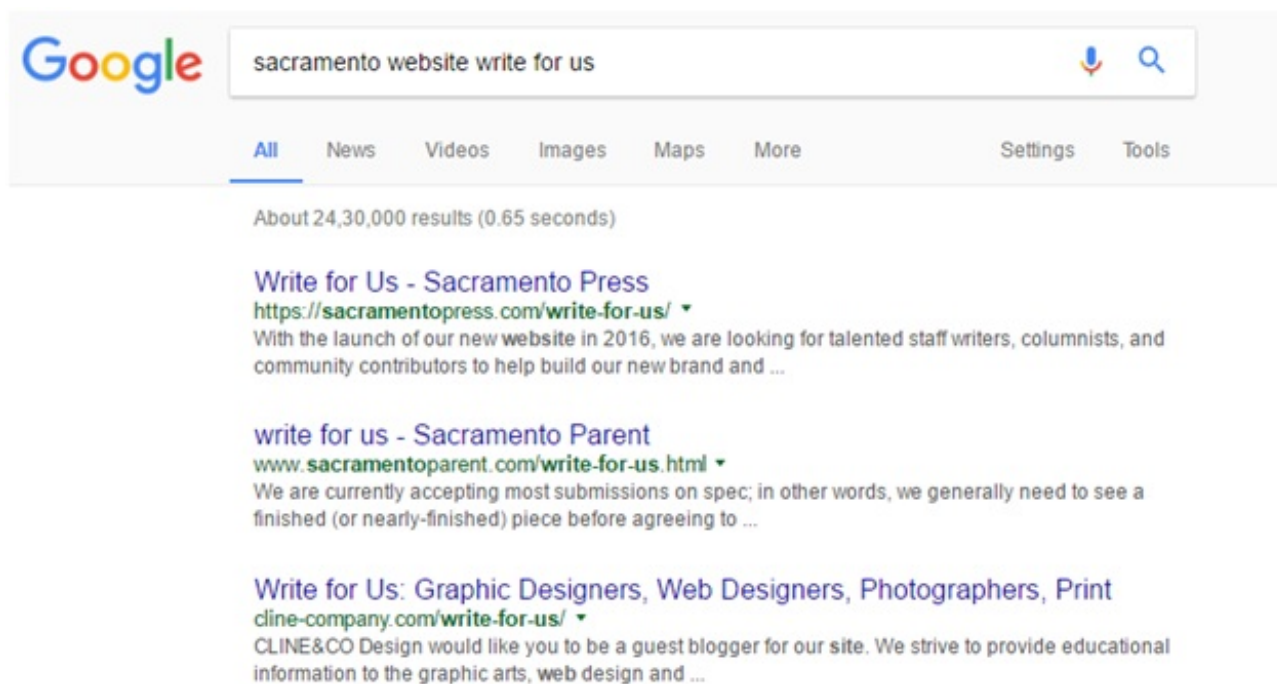 Google
sacramento website write for us
All News Videos Images Maps More Settings Tools
About 24,30,000 results (0.65 seconds)
Write for Us - Sacramento Press
https://sacramentopress.com/write-for-us/
With the launch of our new website in 2016, we are looking for talented staff writers, columnists, and
community contributors to help build our new brand and ...
write for us - Sacramento Parent
www.sacramentoparent.com/write-for-us.html
We are currently accepting most submissions on spec; in other words, we generally need to see a
finished (or nearly-finished) piece before agreeing to ...
Write for Us: Graphic Designers, Web Designers, Photographers, Print
cline-company.com/write-for-us/
CLINE&CO Design would like you to be a guest blogger for our site. We strive to provide educational
information to the graphic arts, web design and ...